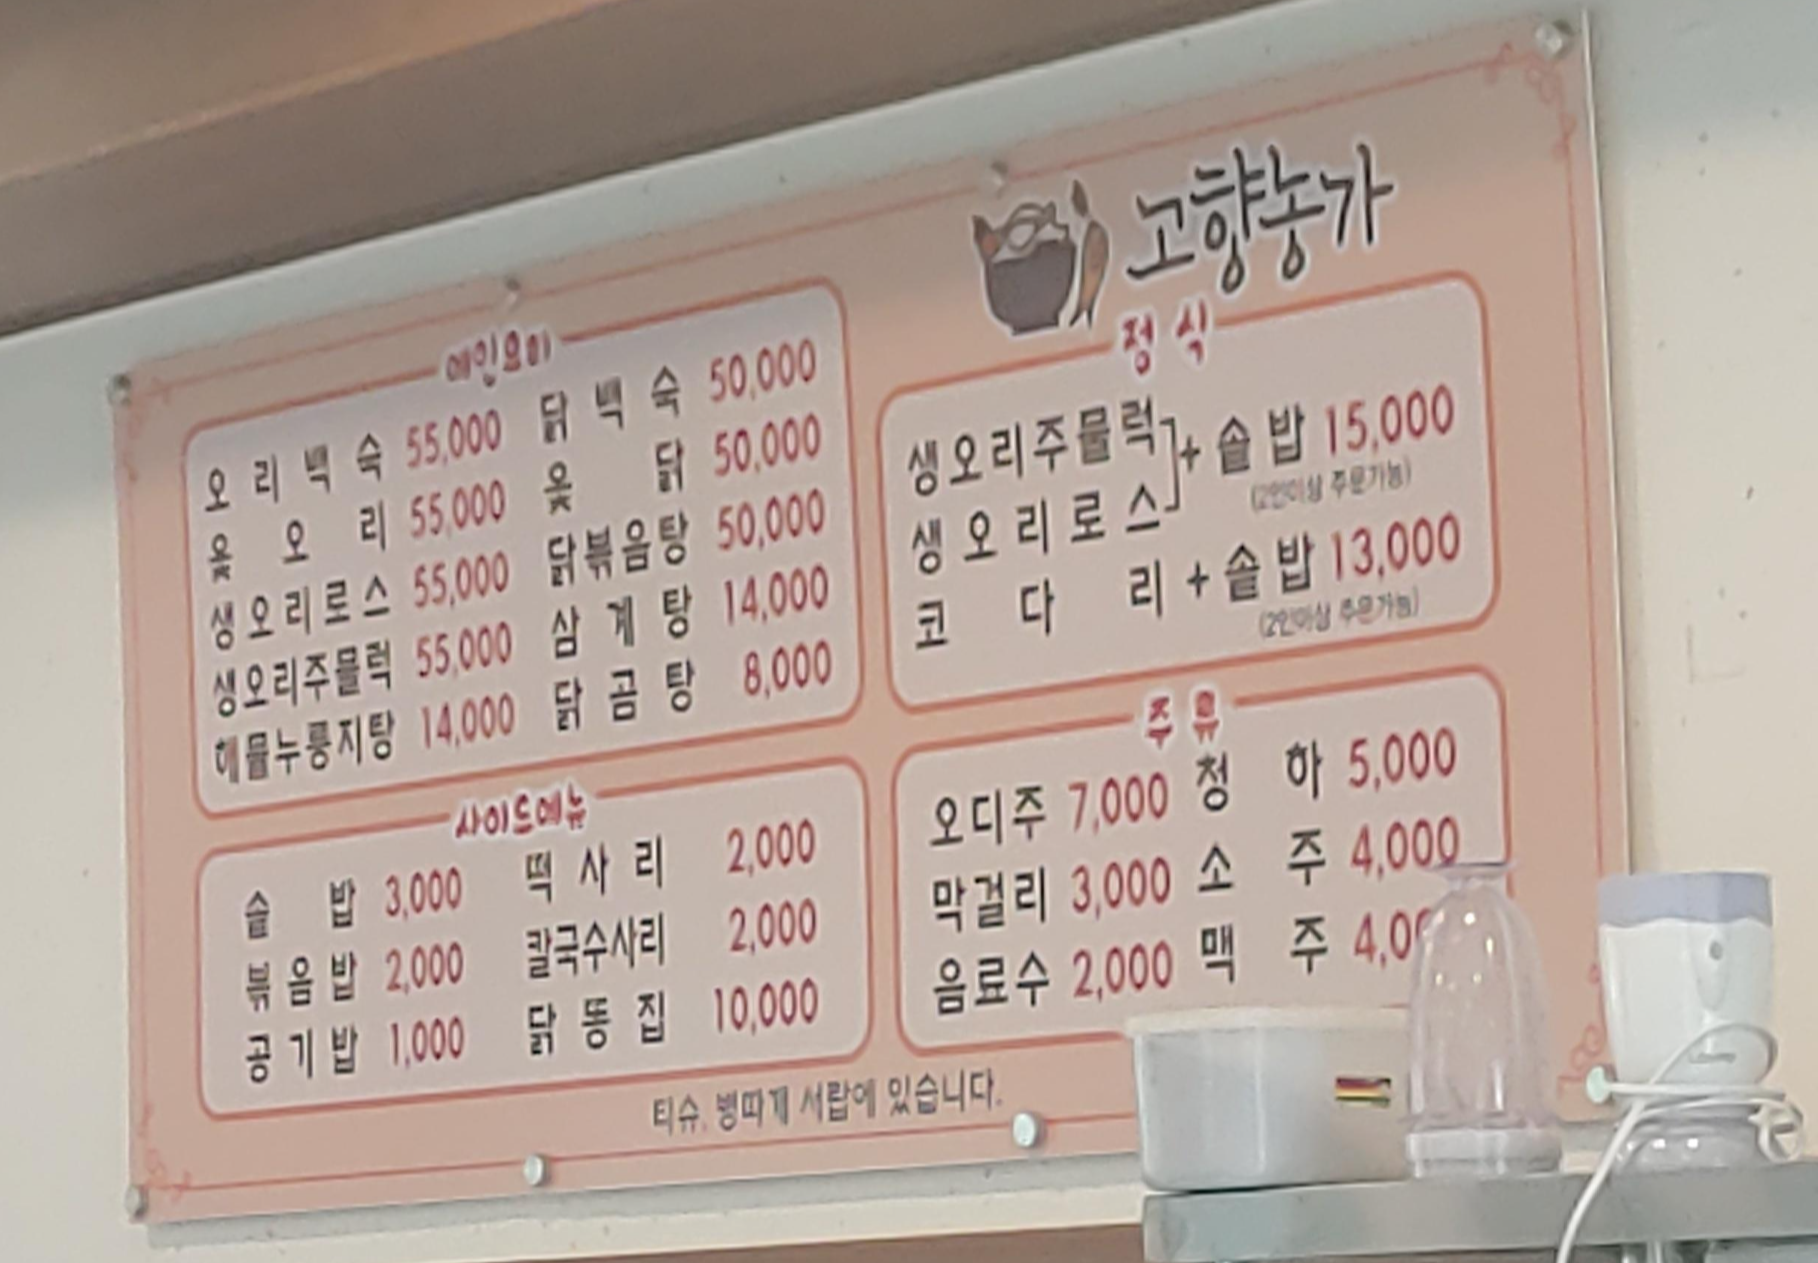 고향농가
메인요리
오리백숙 55,000 닭백숙 50,000
옻오리 55,000 옻닭 50,000
생오리로스 55,000 닭볶음탕 50,000
생오리주물럭 55,000 삼계탕 14,000
해물누룽지탕 14,000 닭곰탕 8,000
정식
생오리주물럭
생오리로스 + 솥밥 15,000
(2인이상 주문가능)
코다리 + 솥밥 13,000
(2인이상 주문가능)
사이드메뉴
솥밥 3,000 떡사리 2,000
볶음밥 2,000 칼국수사리 2,000
공기밥 1,000 닭똥집 10,000
주류
오디주 7,000 청하 5,000
막걸리 3,000 소주 4,000
음료수 2,000 맥주
티슈, 병따개 서랍에 있습니다.